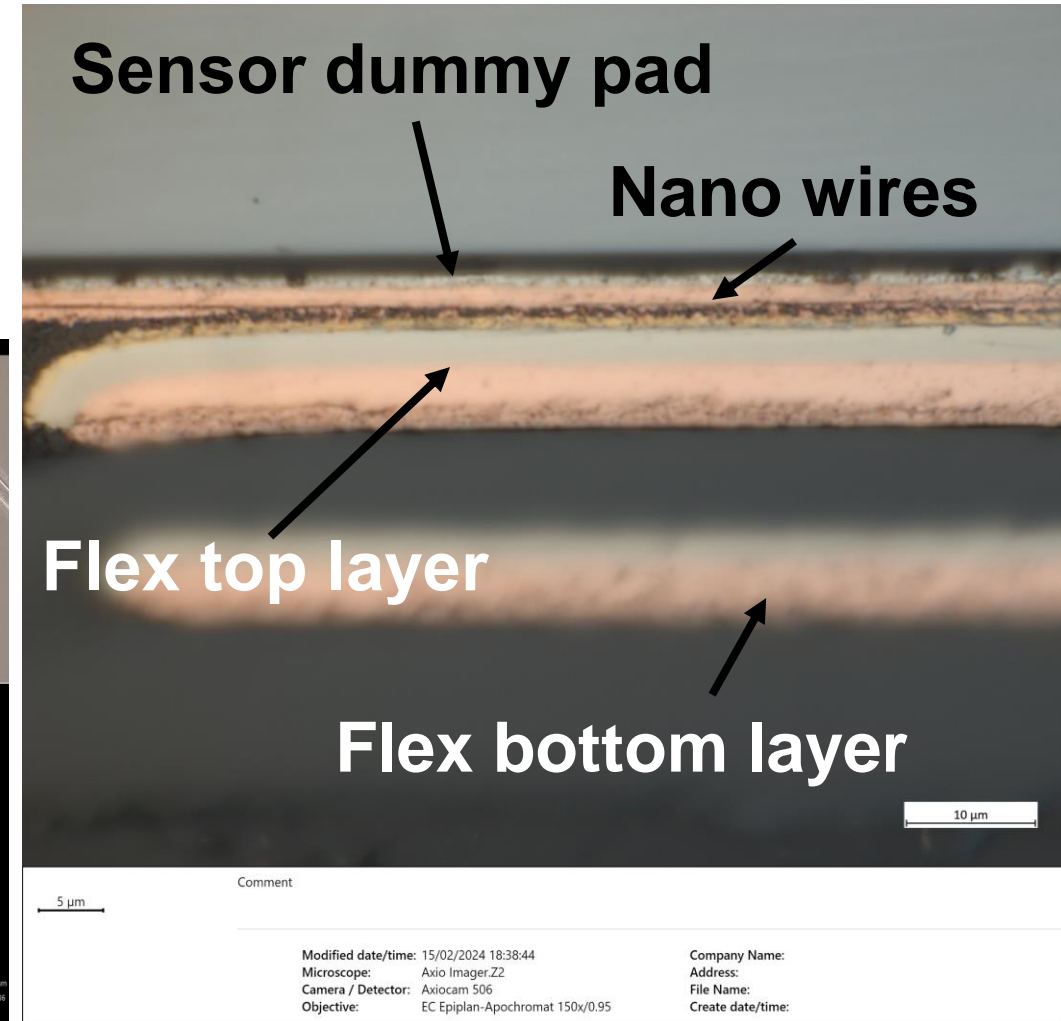 Sensor dummy pad
Nano wires
Flex top layer
Flex bottom layer
10 µm
5 µm
Comment
Modified date/time: 15/02/2024 18:38:44
Microscope: Axio Imager.Z2
Camera / Detector: Axiocam 506
Objective: EC Epiplan-Apochromat 150x/0.95
Company Name:
Address:
File Name:
Create date/time: